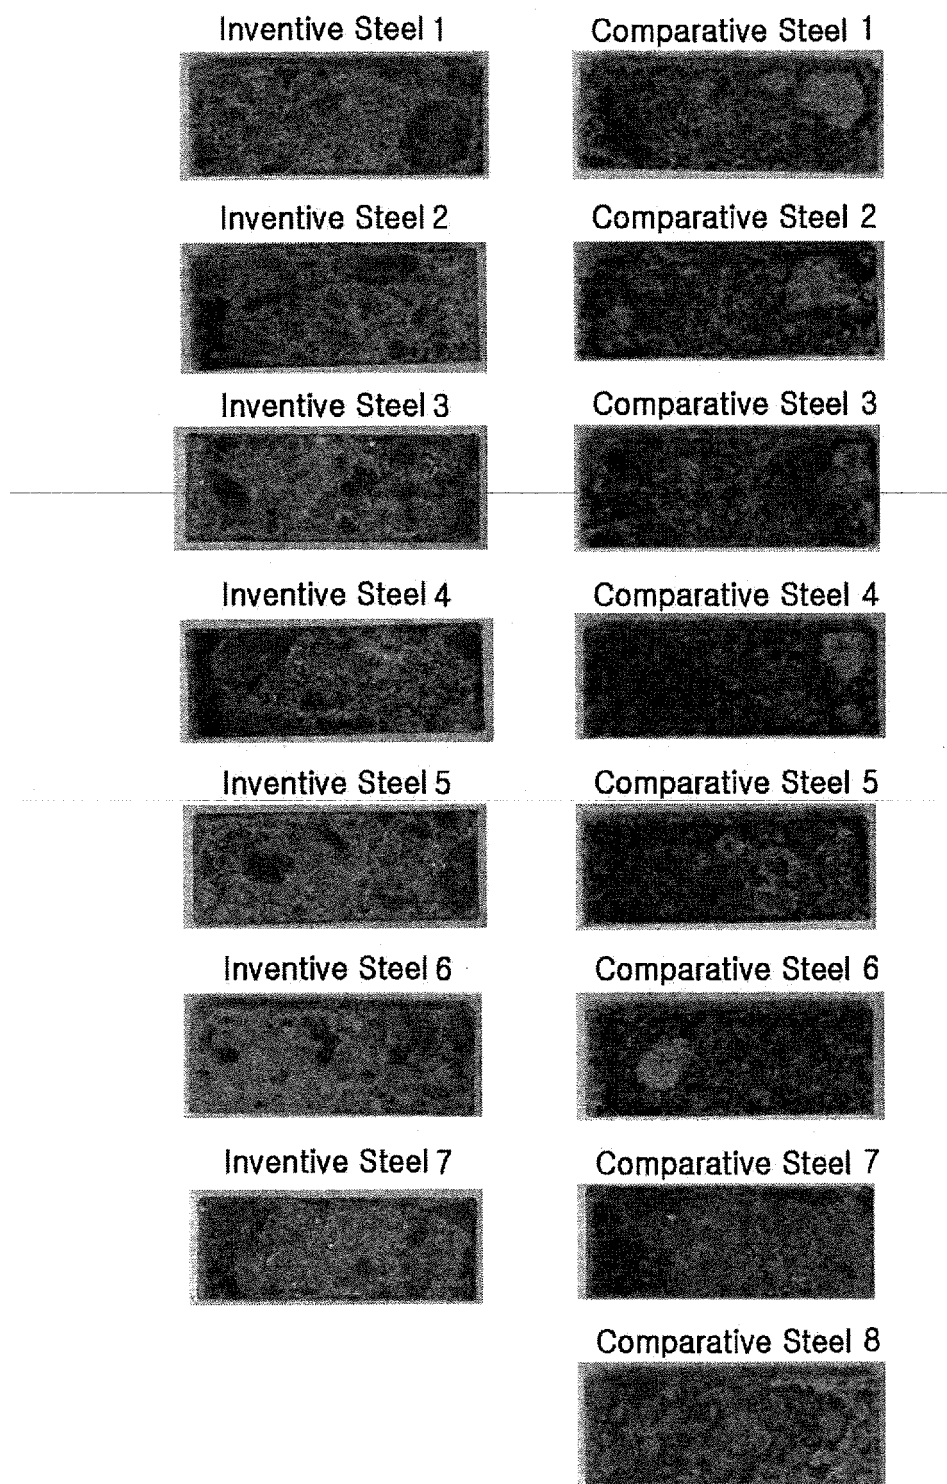 Inventive Steel 1
Comparative Steel 1
Inventive Steel 2
Comparative Steel 2
Inventive Steel 3
Comparative Steel 3
Inventive Steel 4
Comparative Steel 4
Inventive Steel 5
Comparative Steel 5
Inventive Steel 6
Comparative Steel 6
Inventive Steel 7
Comparative Steel 7
Comparative Steel 8